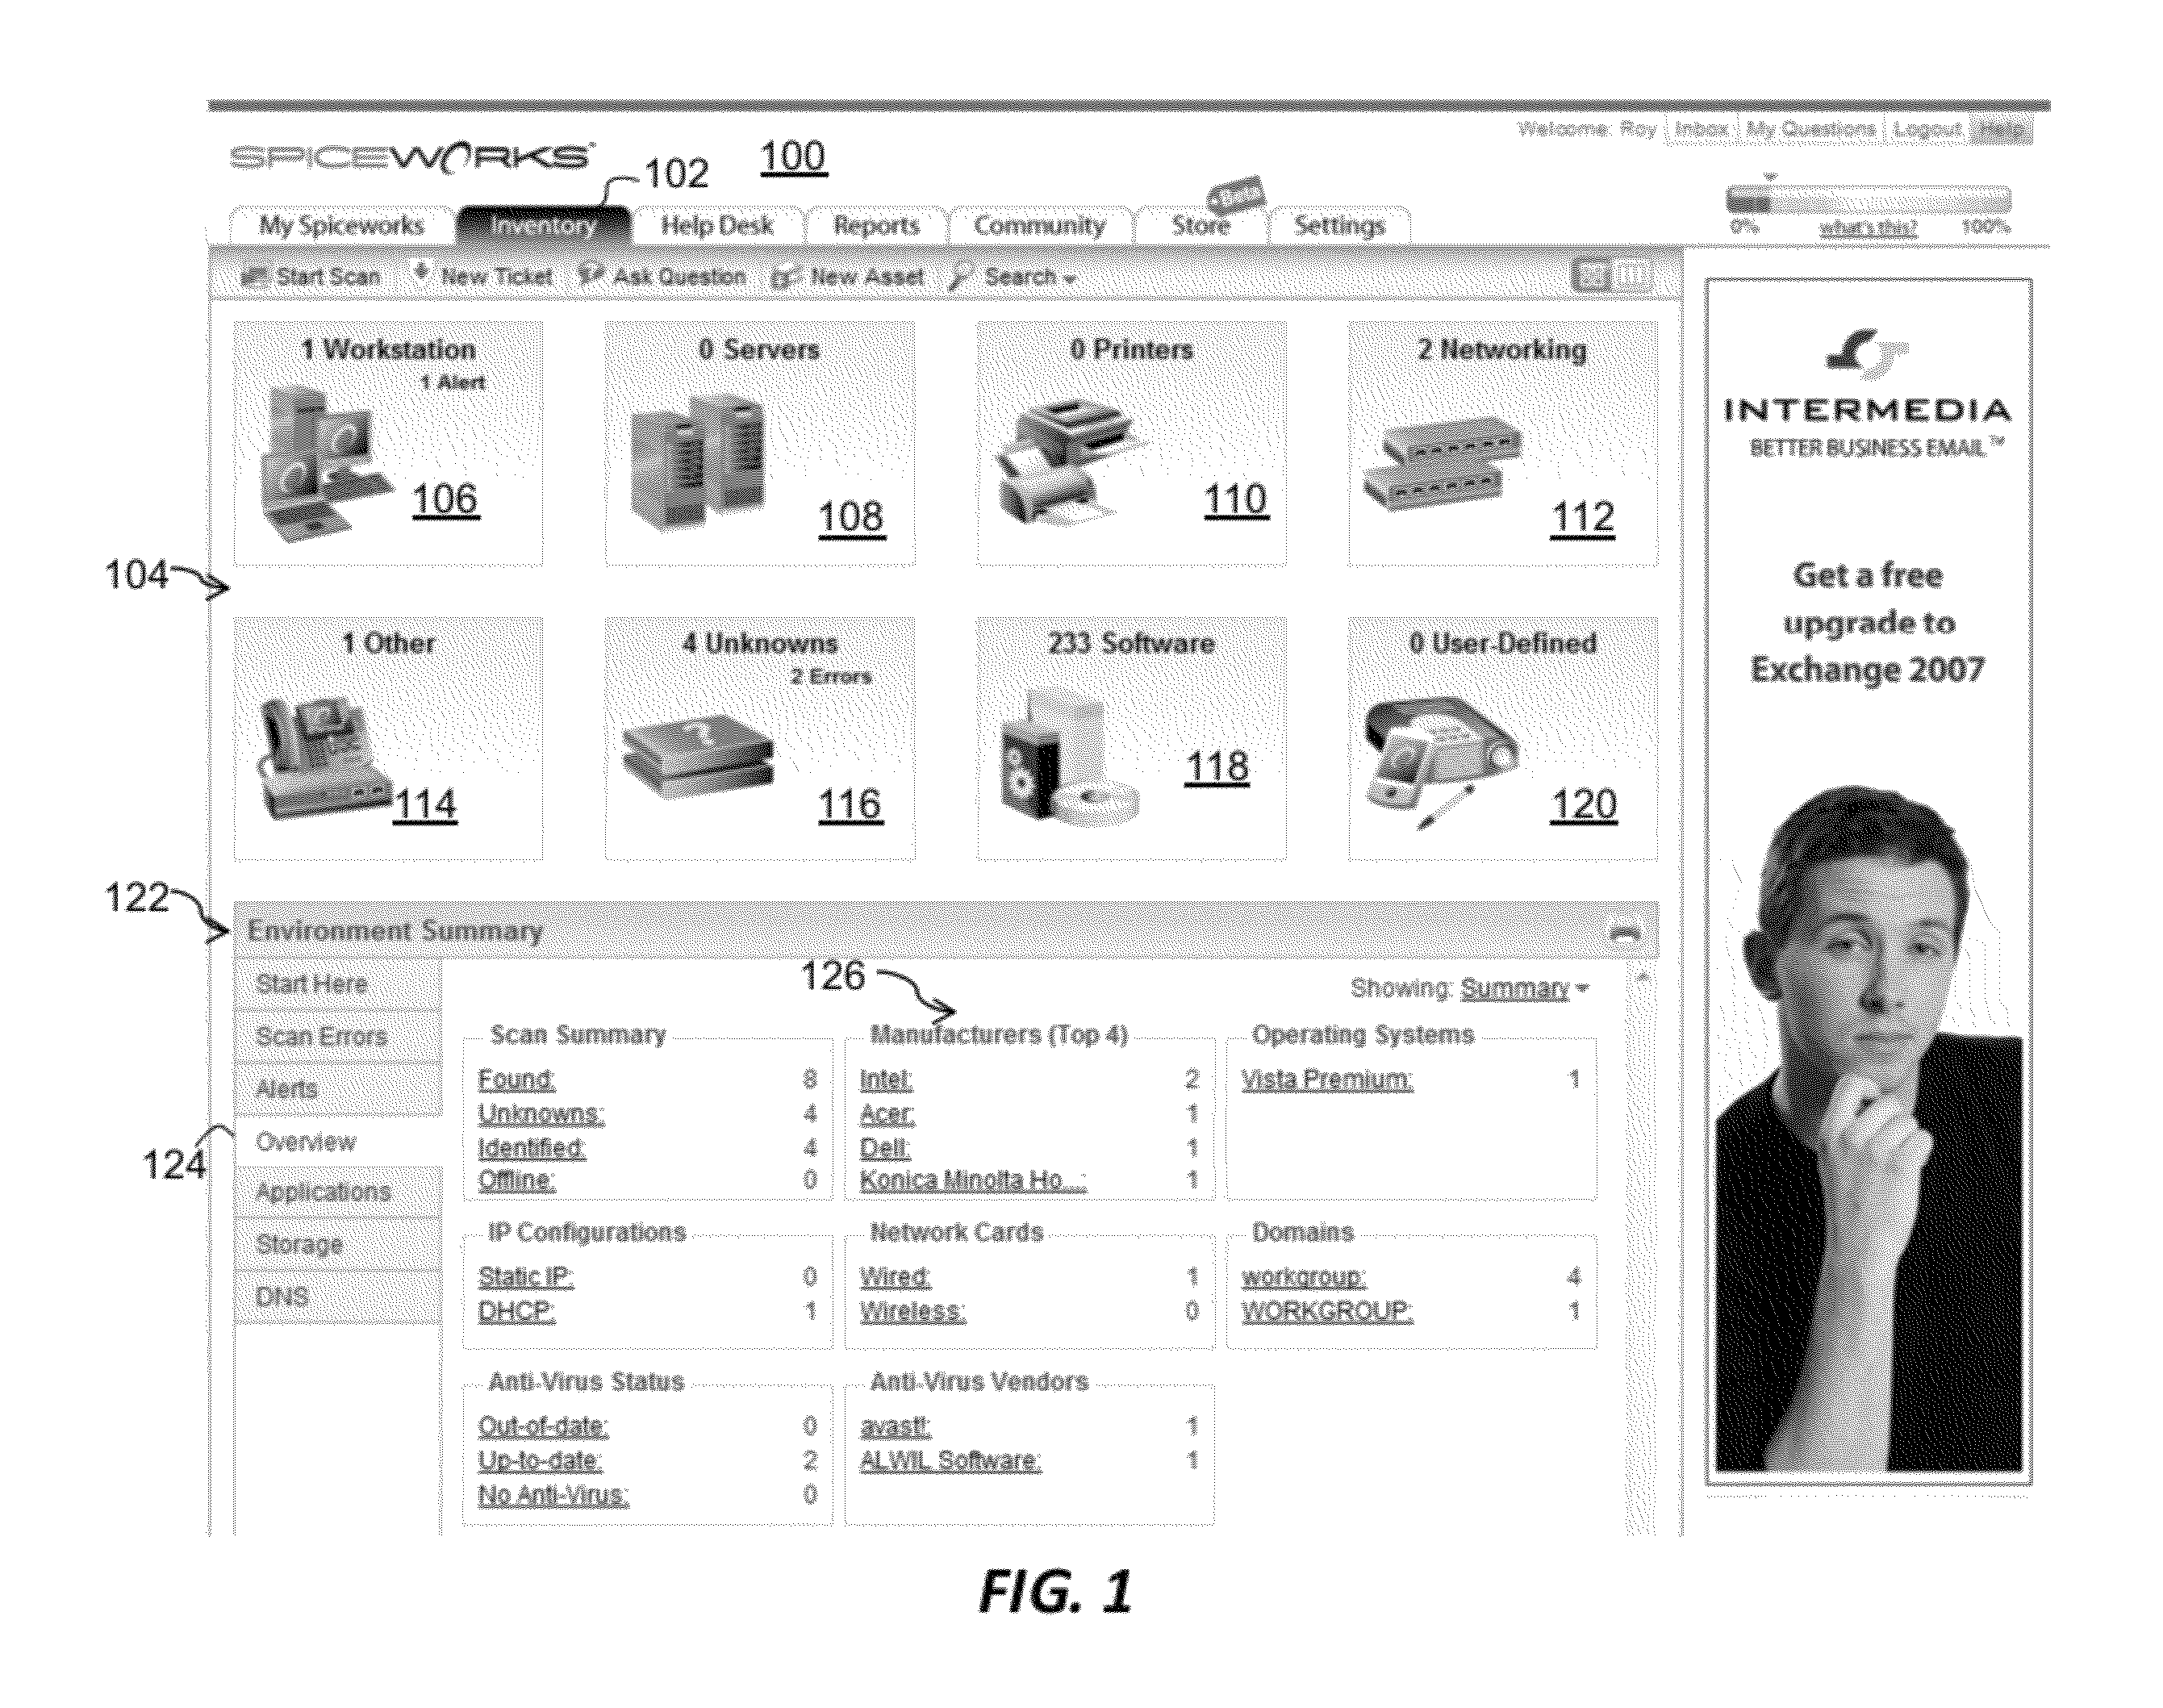 Welcome: Roy Inbox My Questions Logout Help
SPICEWORKS
102
100
Beta
My Spiceworks Inventory Help Desk Reports Community Store Settings
0% what's this? 100%
Start Scan New Ticket Ask Question New Asset Search
1 Workstation 0 Servers 0 Printers 2 Networking
1 Alert
106 108 110 112
104
1 Other 4 Unknowns 233 Software 0 User-Defined
2 Errors
114 116 118 120
INTERMEDIA
BETTER BUSINESS EMAIL™
Get a free
upgrade to
Exchange 2007
122
Environment Summary
Start Here
Scan Errors
Alerts
Overview
Applications
Storage
DNS
124
126
Showing: Summary
Scan Summary
Found: 8
Unknowns: 4
Identified: 4
Offline: 0
Manufacturers (Top 4)
Intel: 2
Acer: 1
Dell: 1
Konica Minolta Ho...: 1
Operating Systems
Vista Premium: 1
IP Configurations
Static IP: 0
DHCP: 1
Network Cards
Wired: 1
Wireless: 0
Domains
workgroup: 4
WORKGROUP: 1
Anti-Virus Status
Out-of-date: 0
Up-to-date: 2
No Anti-Virus: 0
Anti-Virus Vendors
avast!: 1
ALWIL Software: 1
FIG. 1